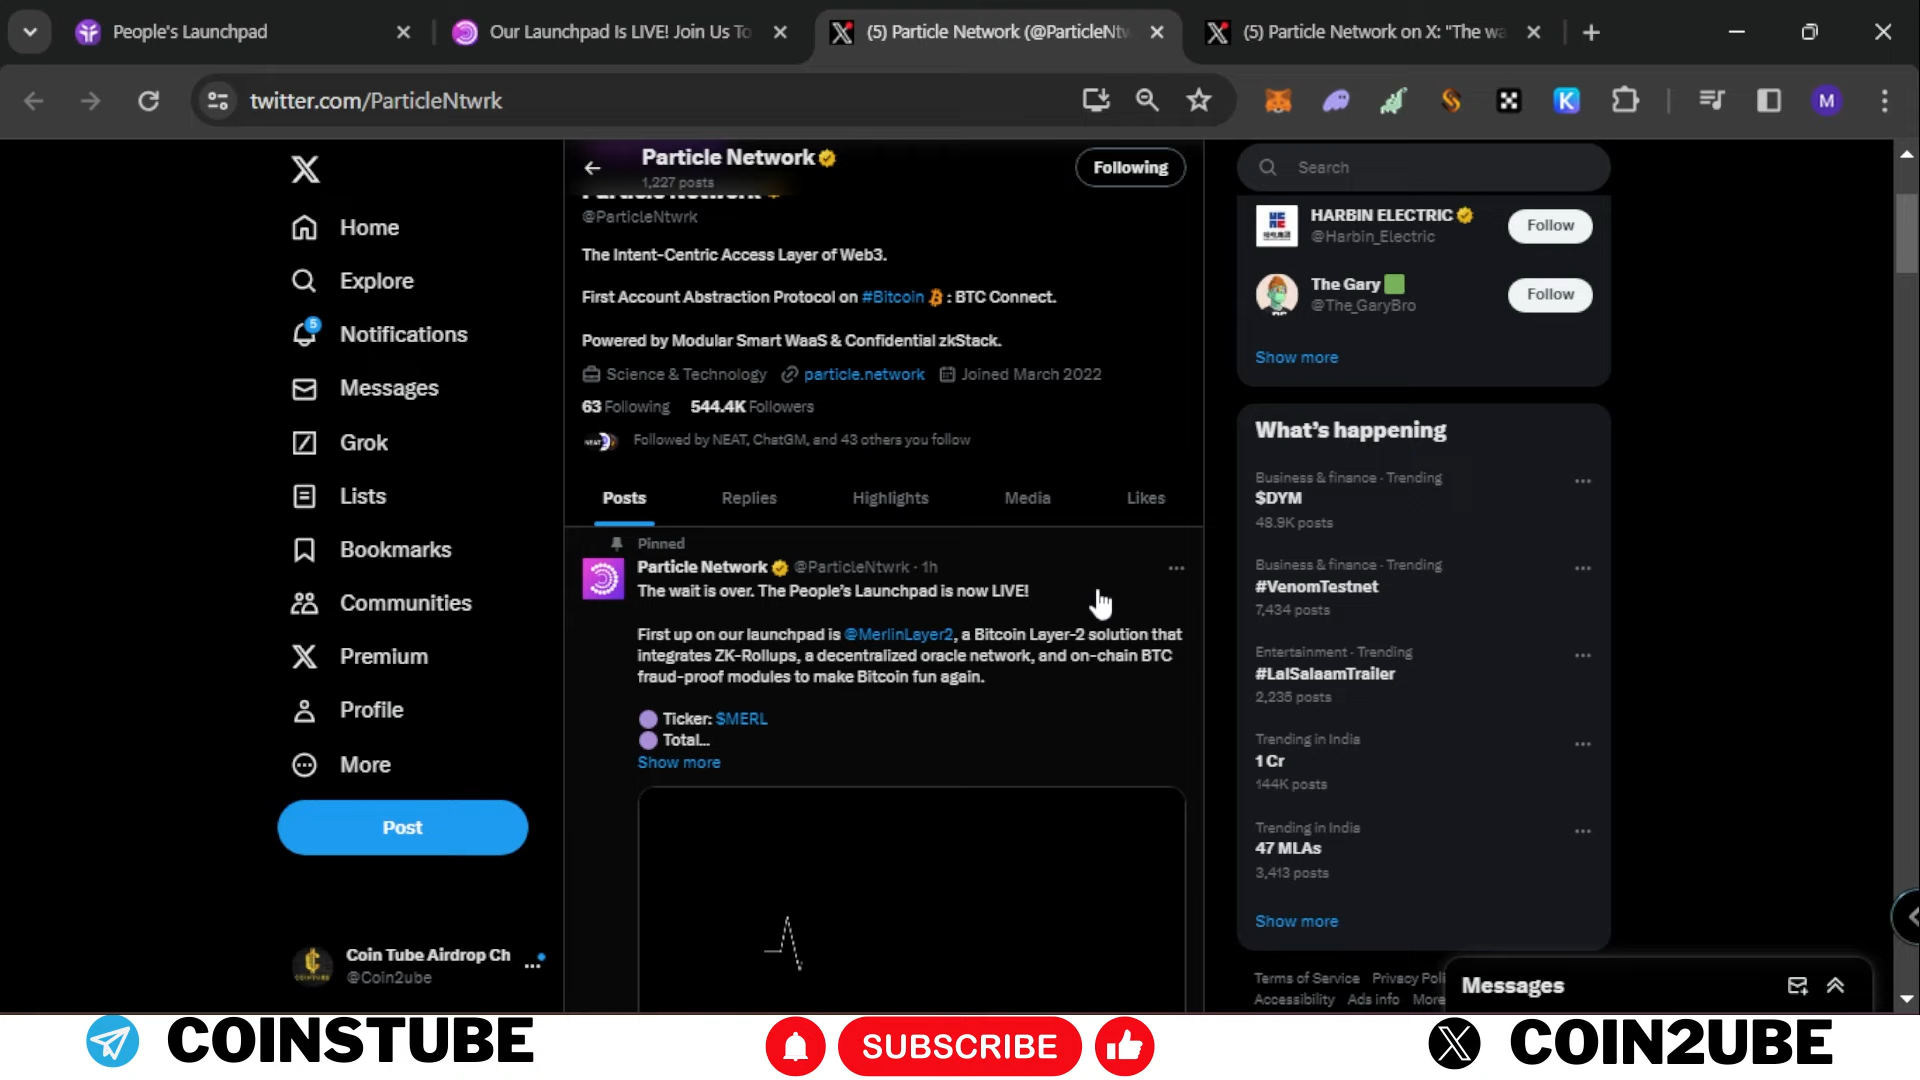 People's Launchpad
Our Launchpad Is LIVE! Join Us To
(5) Particle Network (@ParticleNtw
(5) Particle Network on X: "The wa
twitter.com/ParticleNtwrk
M
Home
Explore
5
Notifications
Messages
Grok
Lists
Bookmarks
Communities
Premium
Profile
More
Post
Coin Tube Airdrop Ch
@Coin2ube
Particle Network
1,227 posts
Following
Particle Network
@ParticleNtwrk
The Intent-Centric Access Layer of Web3.
First Account Abstraction Protocol on #Bitcoin : BTC Connect.
Powered by Modular Smart WaaS & Confidential zkStack.
Science & Technology particle.network Joined March 2022
63 Following 544.4K Followers
Followed by NEAT, ChatGM, and 43 others you follow
Posts Replies Highlights Media Likes
Pinned
Particle Network @ParticleNtwrk · 1h
The wait is over. The People's Launchpad is now LIVE!
First up on our launchpad is @MerlinLayer2, a Bitcoin Layer-2 solution that
integrates ZK-Rollups, a decentralized oracle network, and on-chain BTC
fraud-proof modules to make Bitcoin fun again.
Ticker: $MERL
Total...
Show more
Search
HARBIN ELECTRIC
@Harbin_Electric
Follow
The Gary
@The_GaryBro
Follow
Show more
What's happening
Business & finance · Trending
$DYM
48.9K posts
Business & finance · Trending
#VenomTestnet
7,434 posts
Entertainment · Trending
#LalSalaamTrailer
2,235 posts
Trending in India
1 Cr
144K posts
Trending in India
47 MLAs
3,413 posts
Show more
Terms of Service Privacy Poli
Accessibility Ads info More
Messages
COINSTUBE
SUBSCRIBE
COIN2UBE